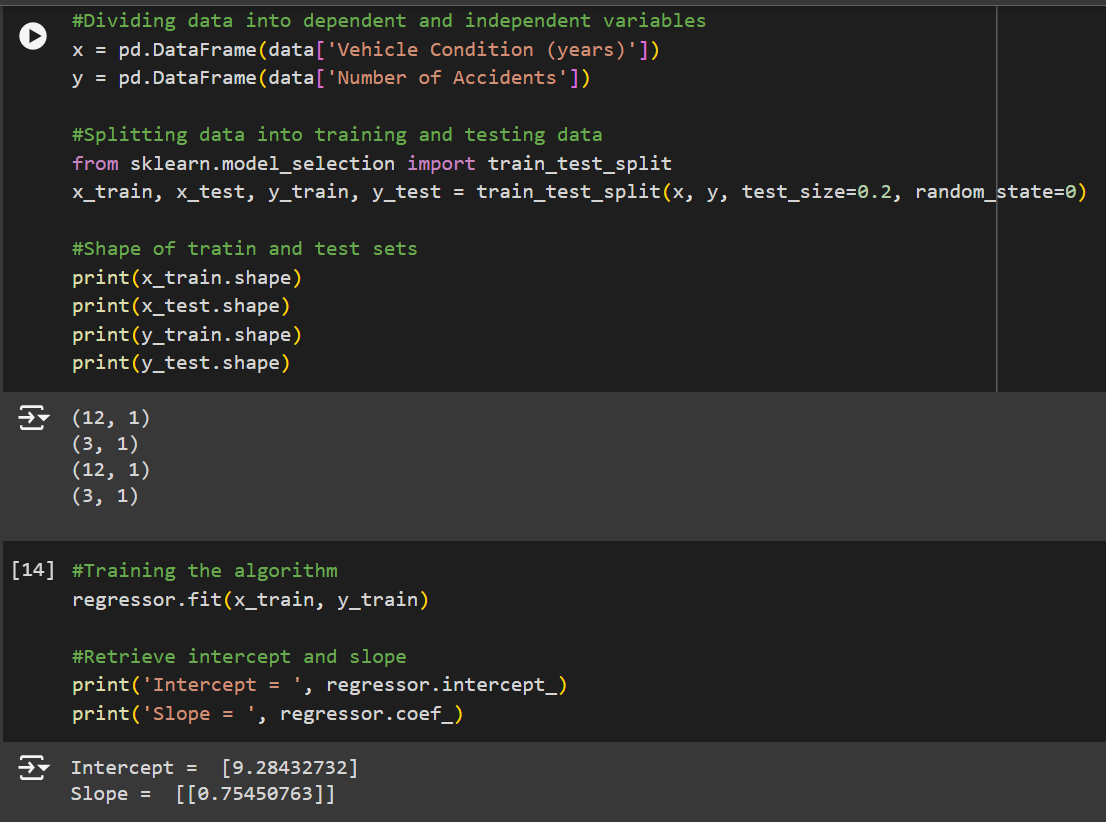 #Dividing data into dependent and independent variables
x = pd.DataFrame(data['Vehicle Condition (years)'])
y = pd.DataFrame(data['Number of Accidents'])
#Splitting data into training and testing data
from sklearn.model_selection import train_test_split
x_train, x_test, y_train, y_test = train_test_split(x, y, test_size=0.2, random_state=0)
#Shape of tratin and test sets
print(x_train.shape)
print(x_test.shape)
print(y_train.shape)
print(y_test.shape)
(12, 1)
(3, 1)
(12, 1)
(3, 1)
[14] #Training the algorithm
regressor.fit(x_train, y_train)
#Retrieve intercept and slope
print('Intercept = ', regressor.intercept_)
print('Slope = ', regressor.coef_)
Intercept =  [9.28432732]
Slope =  [[0.75450763]]